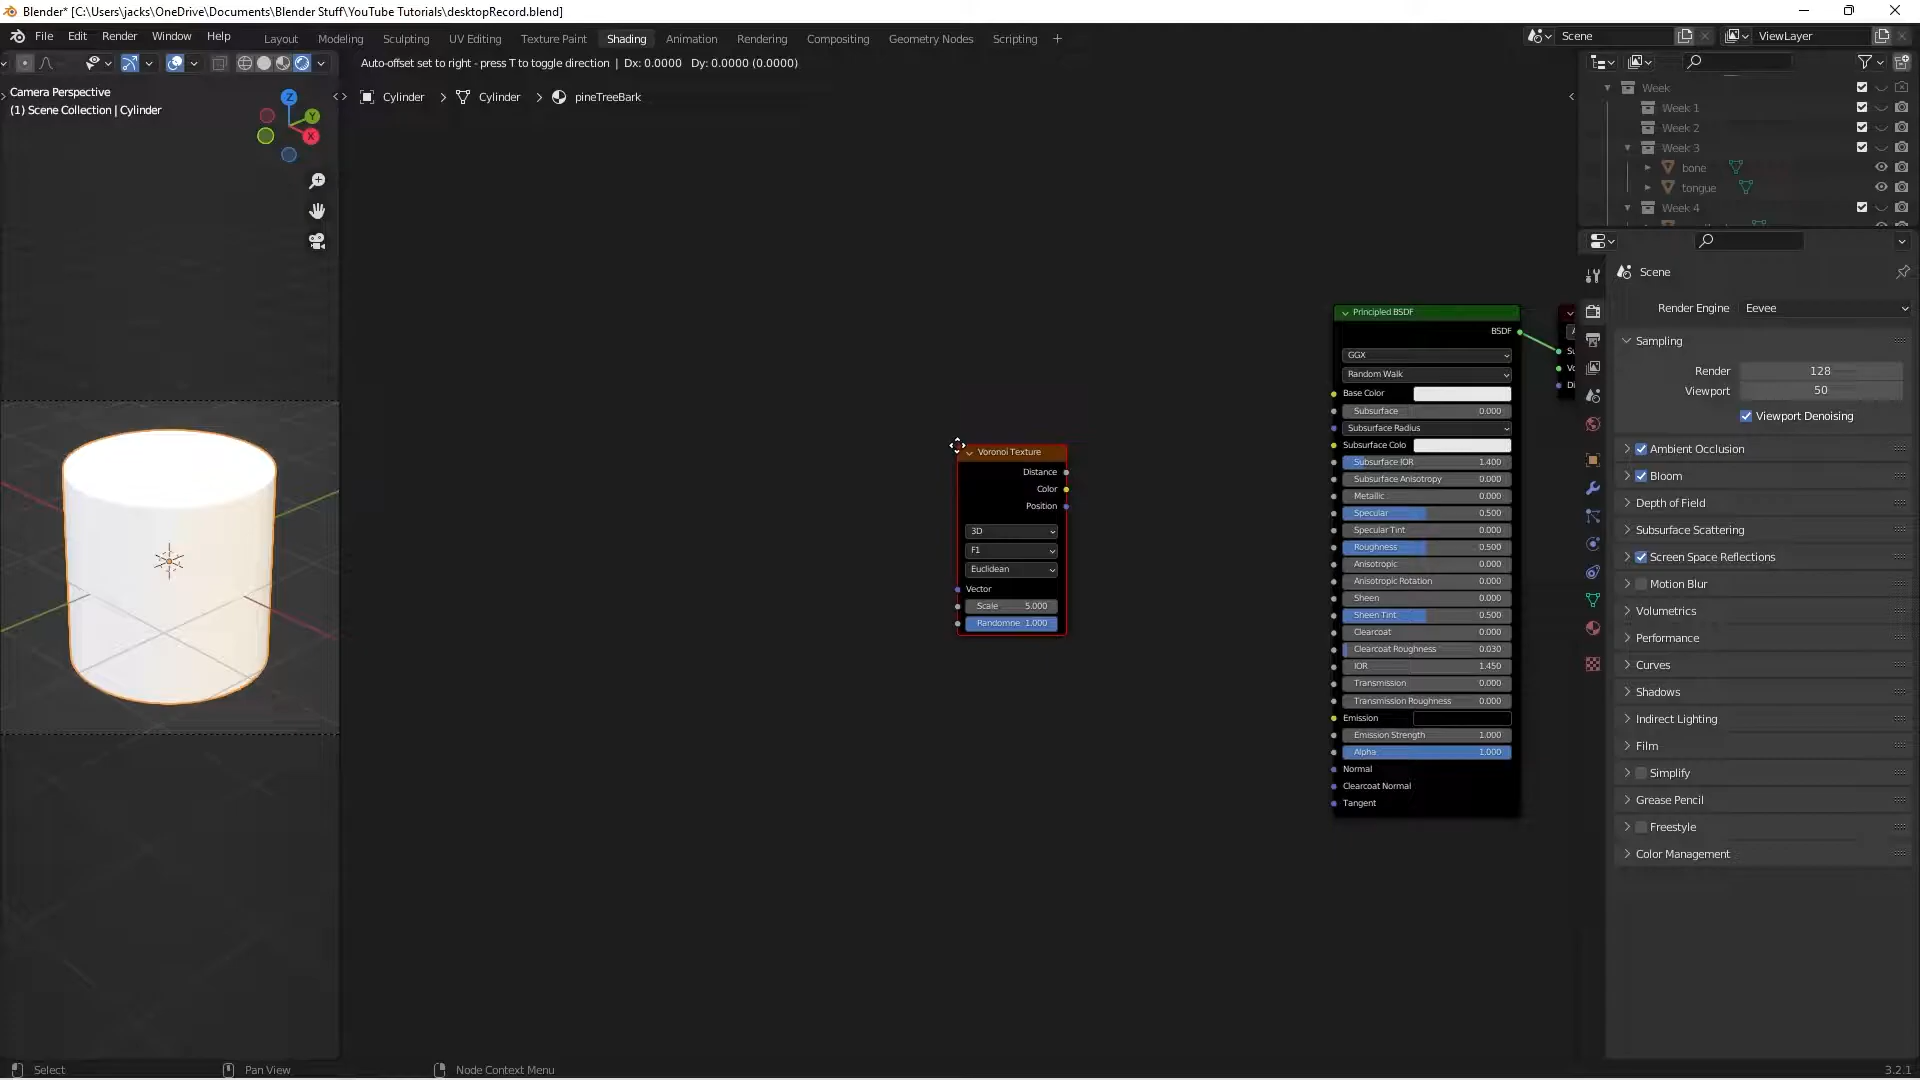 Blender* [C:\Users\jacks\OneDrive\Documents\Blender Stuff\YouTube Tutorials\desktopRecord.blend]
File Edit Render Window Help Layout Modeling Sculpting UV Editing Texture Paint Shading Animation Rendering Compositing Geometry Nodes Scripting + Scene ViewLayer
Auto-offset set to right - press T to toggle direction | Dx: 0.0000 Dy: 0.0000 (0.0000)
Camera Perspective
(1) Scene Collection | Cylinder
Z
Y
X
Cylinder > Cylinder > pineTreeBark
Voronoi Texture
Distance
Color
Position
3D
F1
Euclidean
Vector
Scale 5.000
Randomne 1.000
Principled BSDF
BSDF
GGX
Random Walk
Base Color
Subsurface 0.000
Subsurface Radius
Subsurface Colo
Subsurface IOR 1.400
Subsurface Anisotropy 0.000
Metallic 0.000
Specular 0.500
Specular Tint 0.000
Roughness 0.500
Anisotropic 0.000
Anisotropic Rotation 0.000
Sheen 0.000
Sheen Tint 0.500
Clearcoat 0.000
Clearcoat Roughness 0.030
IOR 1.450
Transmission 0.000
Transmission Roughness 0.000
Emission
Emission Strength 1.000
Alpha 1.000
Normal
Clearcoat Normal
Tangent
Week
Week 1
Week 2
Week 3
bone
tongue
Week 4
Scene
Render Engine Eevee
Sampling
Render 128
Viewport 50
Viewport Denoising
Ambient Occlusion
Bloom
Depth of Field
Subsurface Scattering
Screen Space Reflections
Motion Blur
Volumetrics
Performance
Curves
Shadows
Indirect Lighting
Film
Simplify
Grease Pencil
Freestyle
Color Management
Select Pan View Node Context Menu 3.2.1